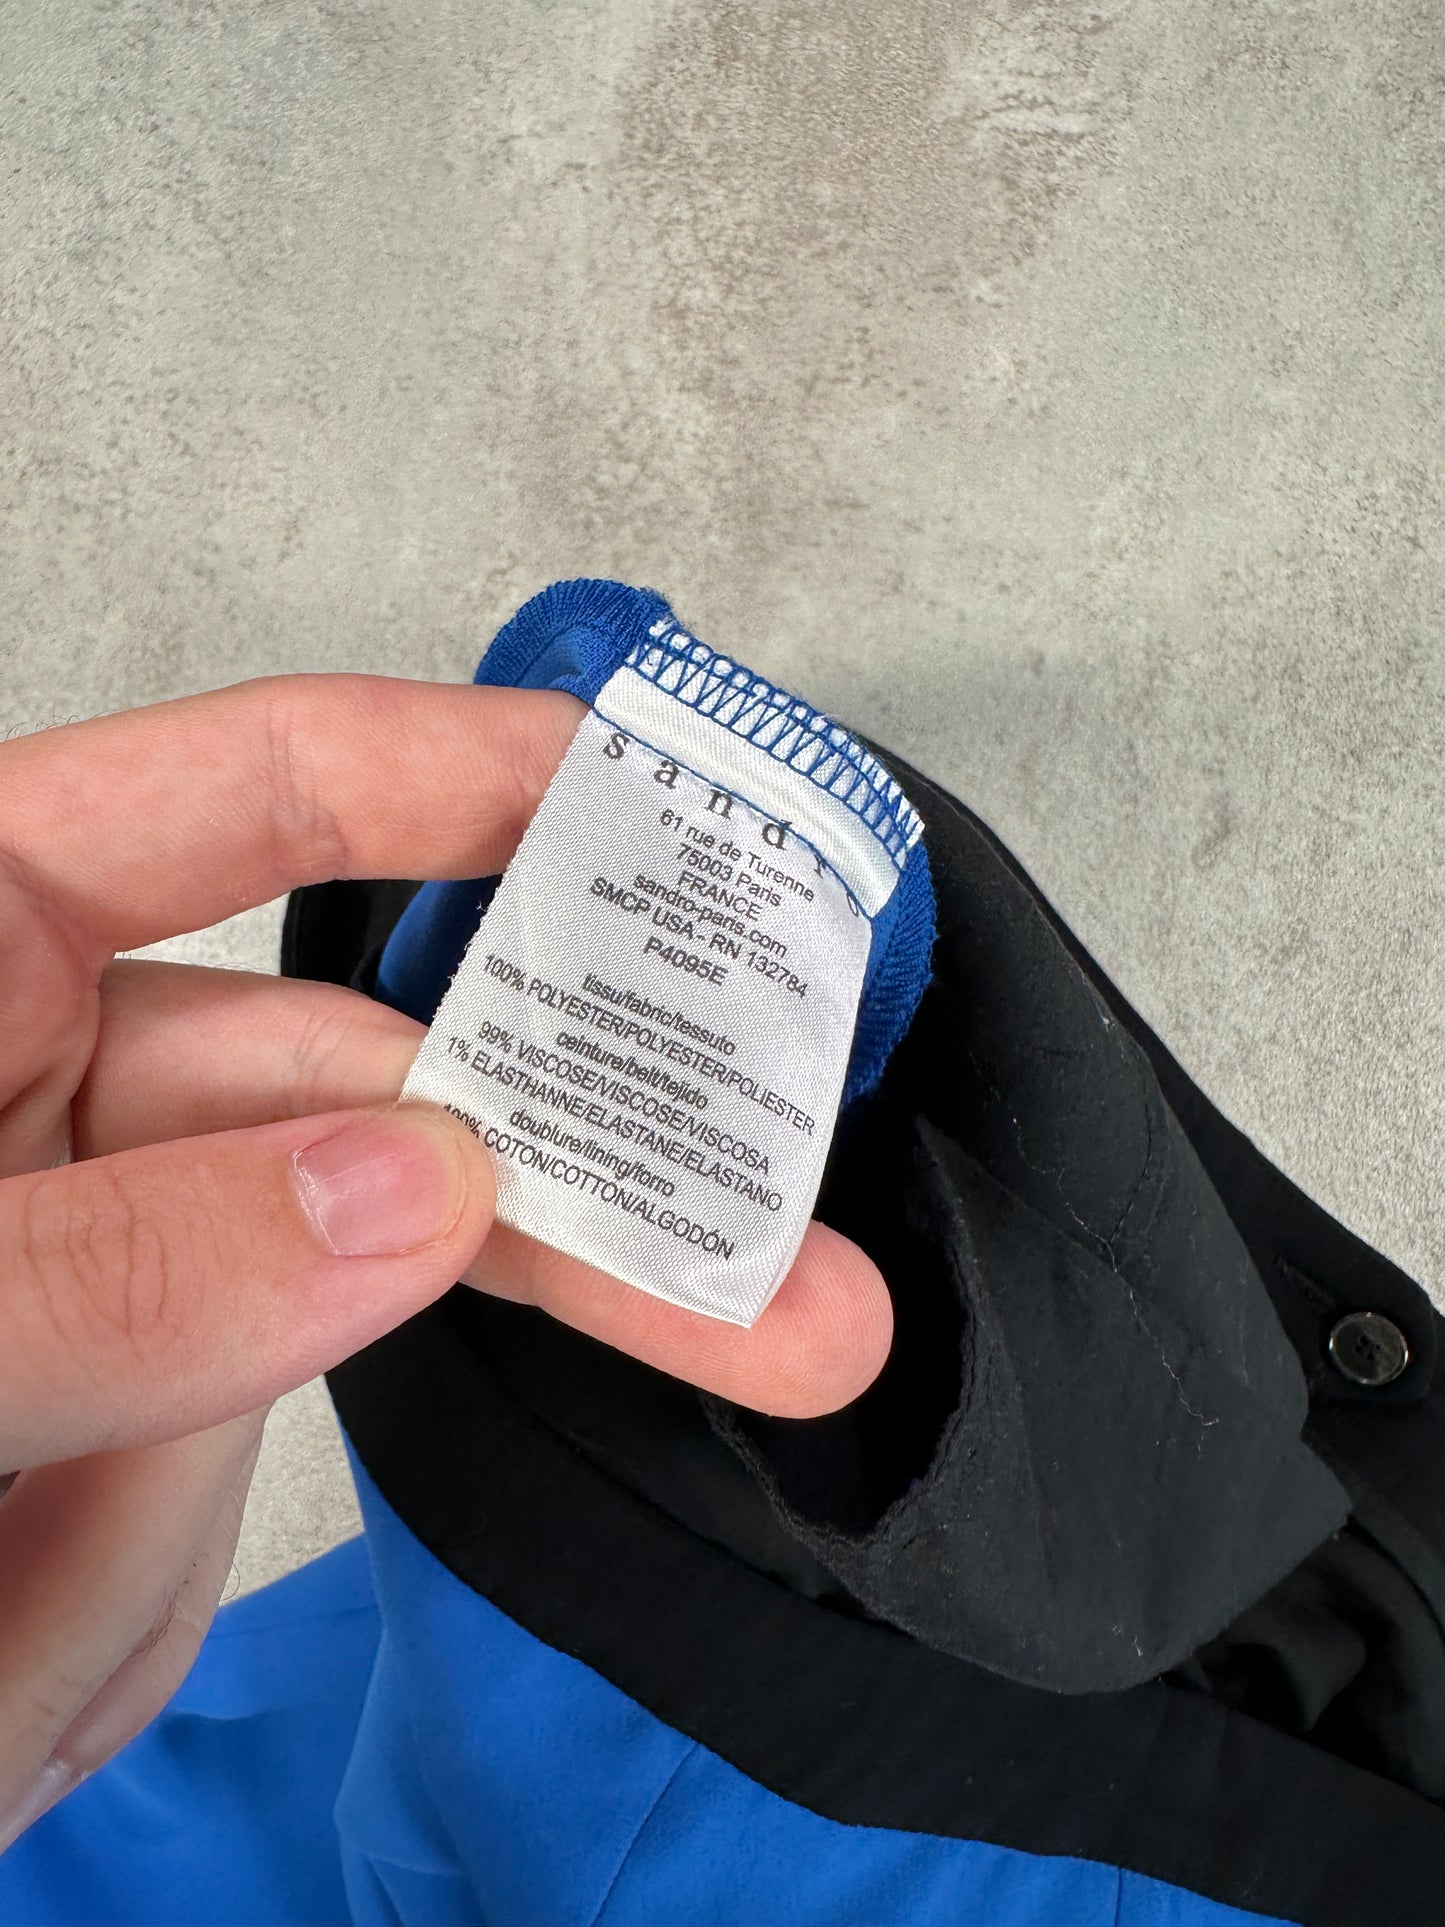 sandro
61 rue de Turenne
75003 Paris
FRANCE
sandro-paris.com
SMCP USA - RN 132784
P4095E
tissu/fabric/tessuto
100% POLYESTER/POLYESTER/POLIESTER
ceinture/belt/tejido
99% VISCOSE/VISCOSE/VISCOSA
1% ELASTHANNE/ELASTANE/ELASTANO
doublure/lining/forro
100% COTON/COTTON/ALGODÓN